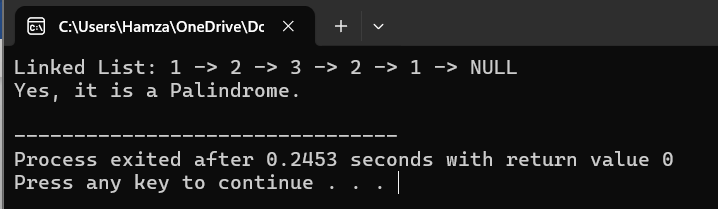 C:\Users\Hamza\OneDrive\Dc
Linked List: 1 -> 2 -> 3 -> 2 -> 1 -> NULL
Yes, it is a Palindrome.
--------------------------------
Process exited after 0.2453 seconds with return value 0
Press any key to continue . . .